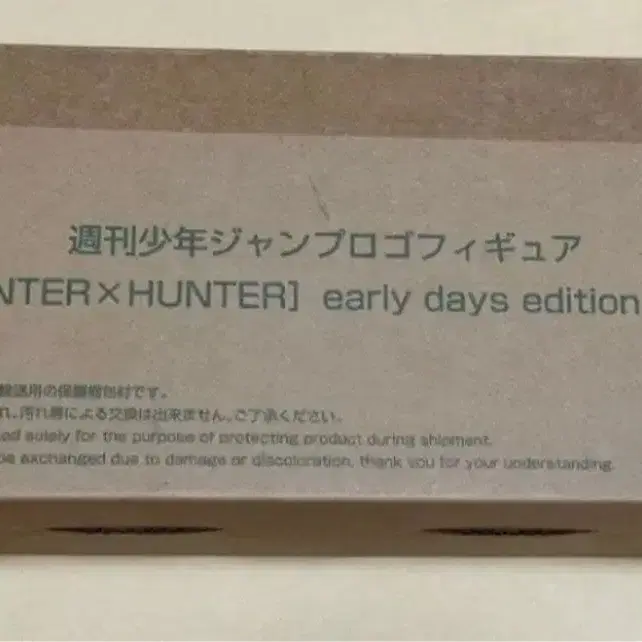 週刊少年ジャンプロゴフィギュア
NTER×HUNTER] early days edition
輸送用の保護梱包材です。
れ、汚れ等による交換は出来ません。ご了承ください。
ed solely for the purpose of protecting product during shipment.
be exchanged due to damage or discoloration, thank you for your understanding.